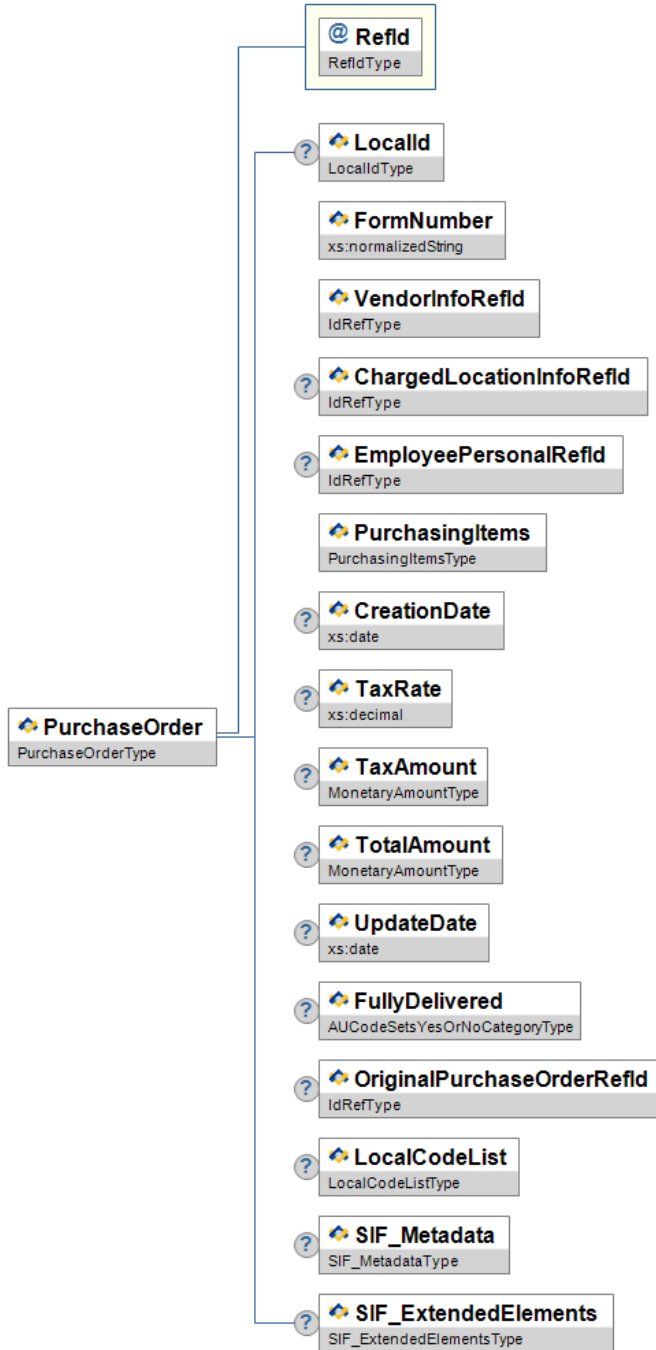 @ RefId
RefIdType
? LocalId
LocalIdType
FormNumber
xs:normalizedString
VendorInfoRefId
IdRefType
? ChargedLocationInfoRefId
IdRefType
? EmployeePersonalRefId
IdRefType
PurchasingItems
PurchasingItemsType
? CreationDate
xs:date
? TaxRate
xs:decimal
PurchaseOrder
PurchaseOrderType
? TaxAmount
MonetaryAmountType
? TotalAmount
MonetaryAmountType
? UpdateDate
xs:date
? FullyDelivered
AUCodeSetsYesOrNoCategoryType
? OriginalPurchaseOrderRefId
IdRefType
? LocalCodeList
LocalCodeListType
? SIF_Metadata
SIF_MetadataType
? SIF_ExtendedElements
SIF_ExtendedElementsType